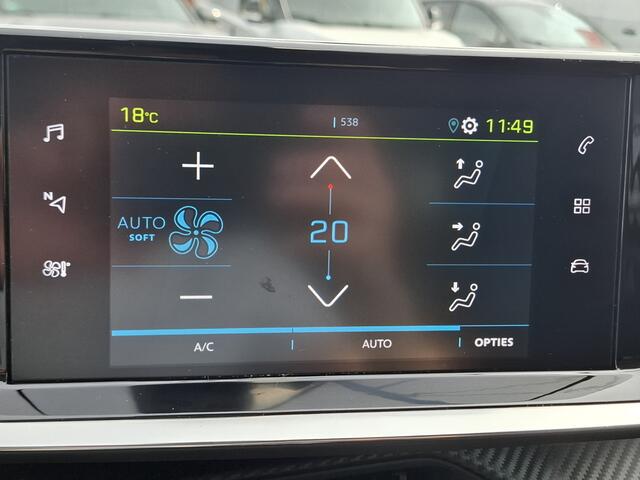 18°C | 538 11:49
N
AUTO
SOFT
20
A/C AUTO OPTIES